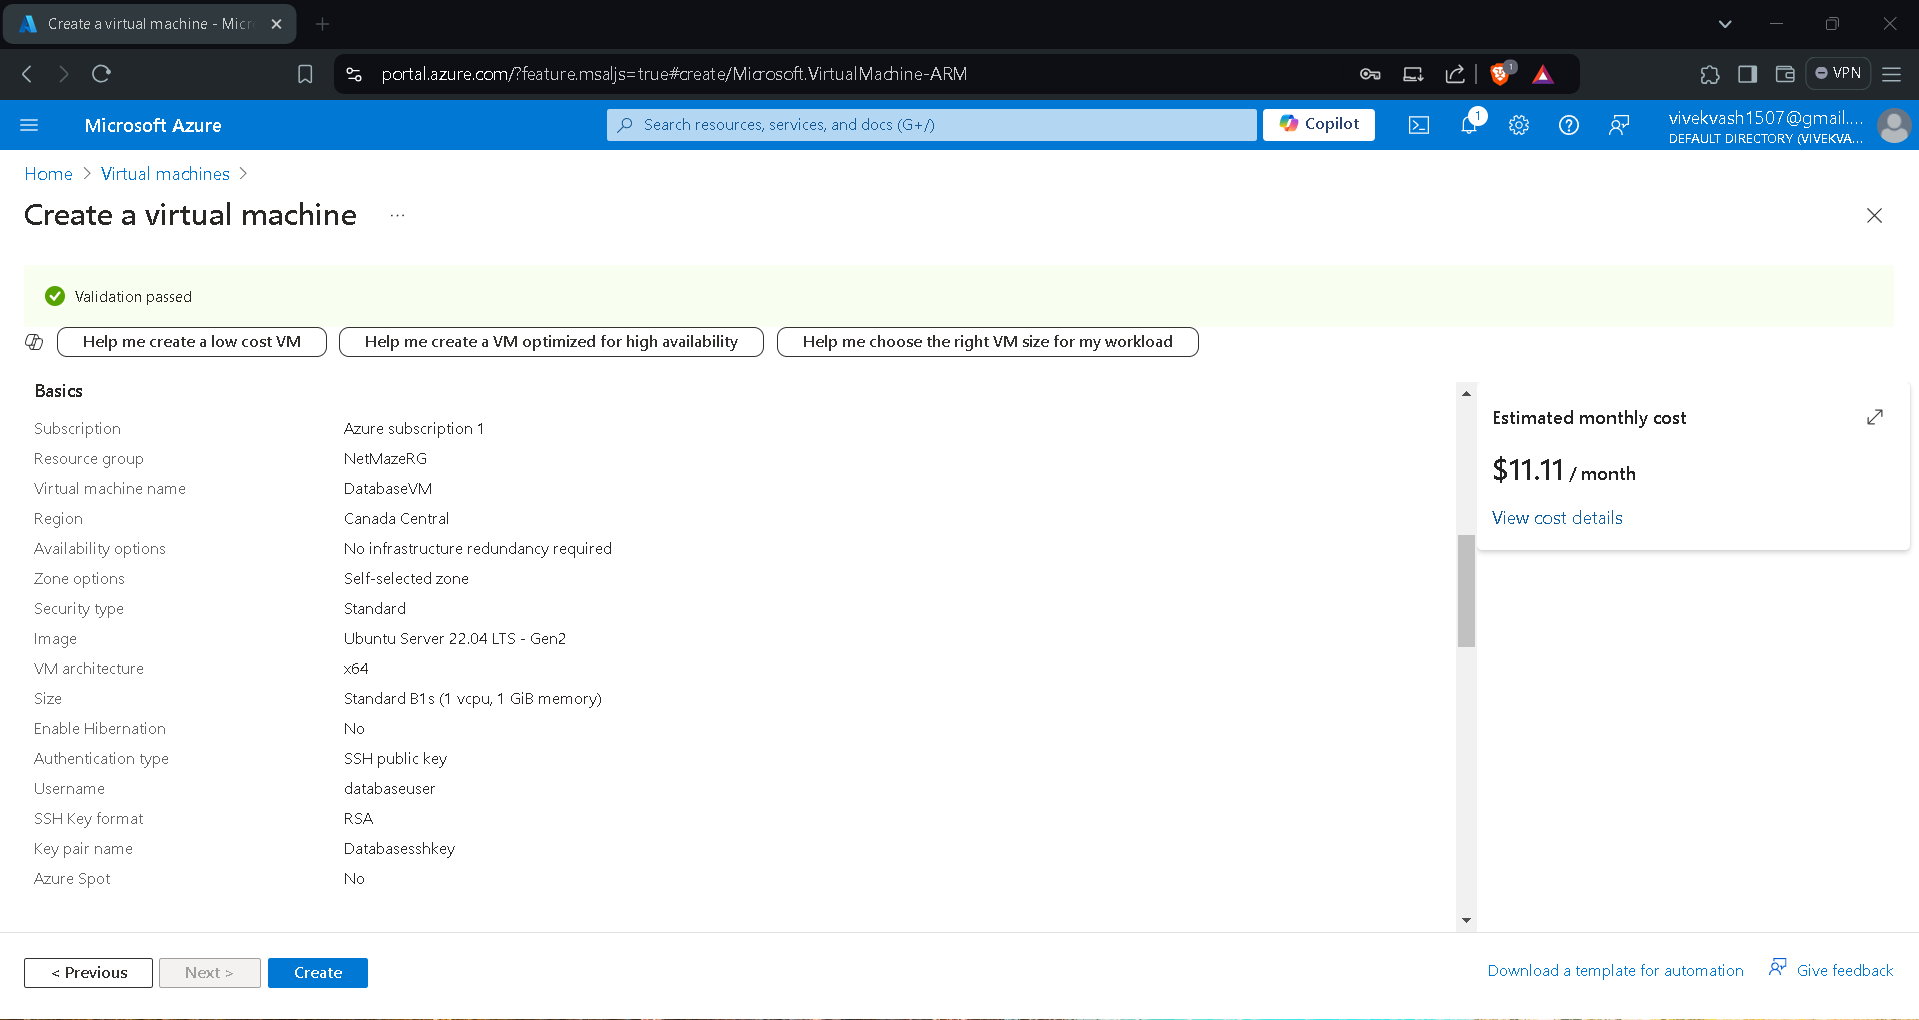 Create a virtual machine - Micr
portal.azure.com/?feature.msaljs=true#create/Microsoft.VirtualMachine-ARM
1
VPN
Microsoft Azure
Search resources, services, and docs (G+/)
Copilot
1
vivekvash1507@gmail....
DEFAULT DIRECTORY (VIVEKVA...
Home > Virtual machines >
Create a virtual machine ...
Validation passed
Help me create a low cost VM
Help me create a VM optimized for high availability
Help me choose the right VM size for my workload
Basics
Subscription Azure subscription 1
Resource group NetMazeRG
Virtual machine name DatabaseVM
Region Canada Central
Availability options No infrastructure redundancy required
Zone options Self-selected zone
Security type Standard
Image Ubuntu Server 22.04 LTS - Gen2
VM architecture x64
Size Standard B1s (1 vcpu, 1 GiB memory)
Enable Hibernation No
Authentication type SSH public key
Username databaseuser
SSH Key format RSA
Key pair name Databasesshkey
Azure Spot No
Estimated monthly cost
$11.11 / month
View cost details
< Previous
Next >
Create
Download a template for automation
Give feedback